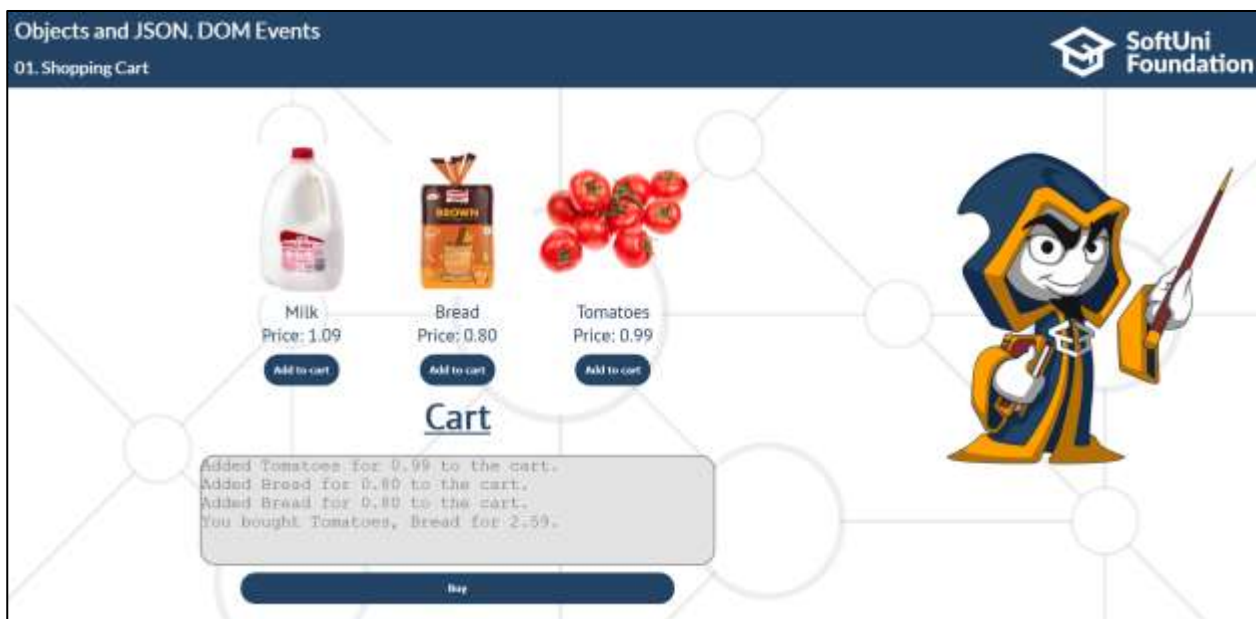 Objects and JSON. DOM Events
01. Shopping Cart
SoftUni
Foundation
BROWN
Milk
Bread
Tomatoes
Price: 1.09
Price: 0.80
Price: 0.99
Add to cart
Add to cart
Add to cart
Cart
Added Tomatoes for 0.99 to the cart.
Added Bread for 0.80 to the cart.
Added Bread for 0.80 to the cart.
You bought Tomatoes, Bread for 2.59.
Buy